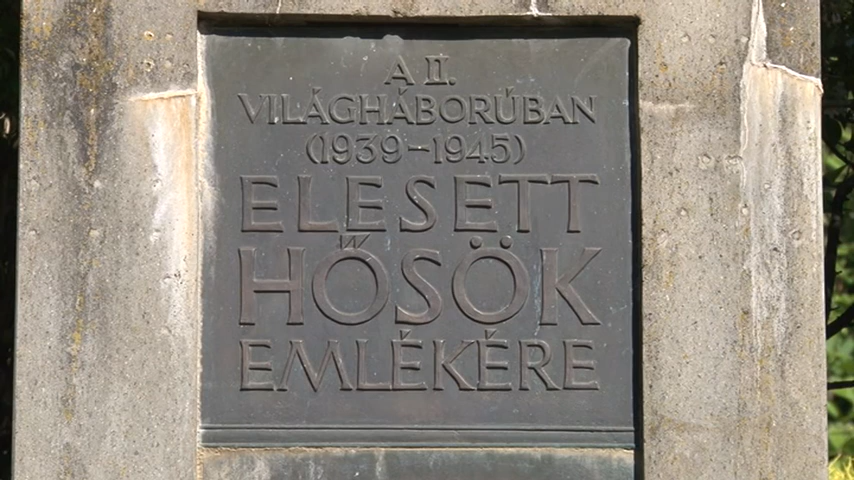 A II.
VILÁGHÁBORÚBAN
(1939-1945)
ELESETT
HŐSÖK
EMLÉKÉRE